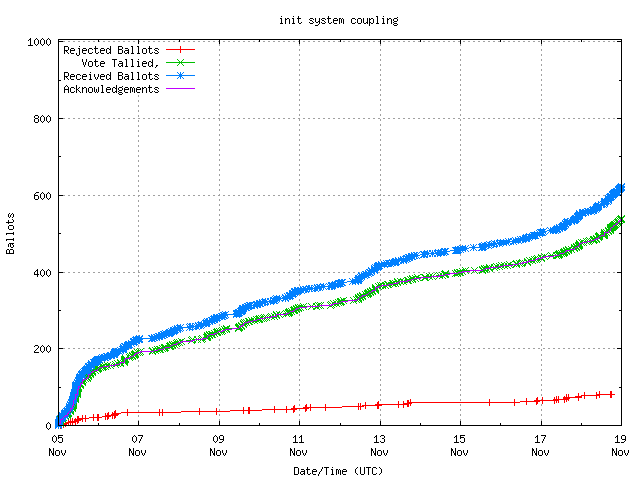 init system coupling
1000
800
600
400
200
0
Ballots
Rejected Ballots
Vote Tallied,
Received Ballots
Acknowledgements
05 07 09 11 13 15 17 19
Nov Nov Nov Nov Nov Nov Nov Nov
Date/Time (UTC)